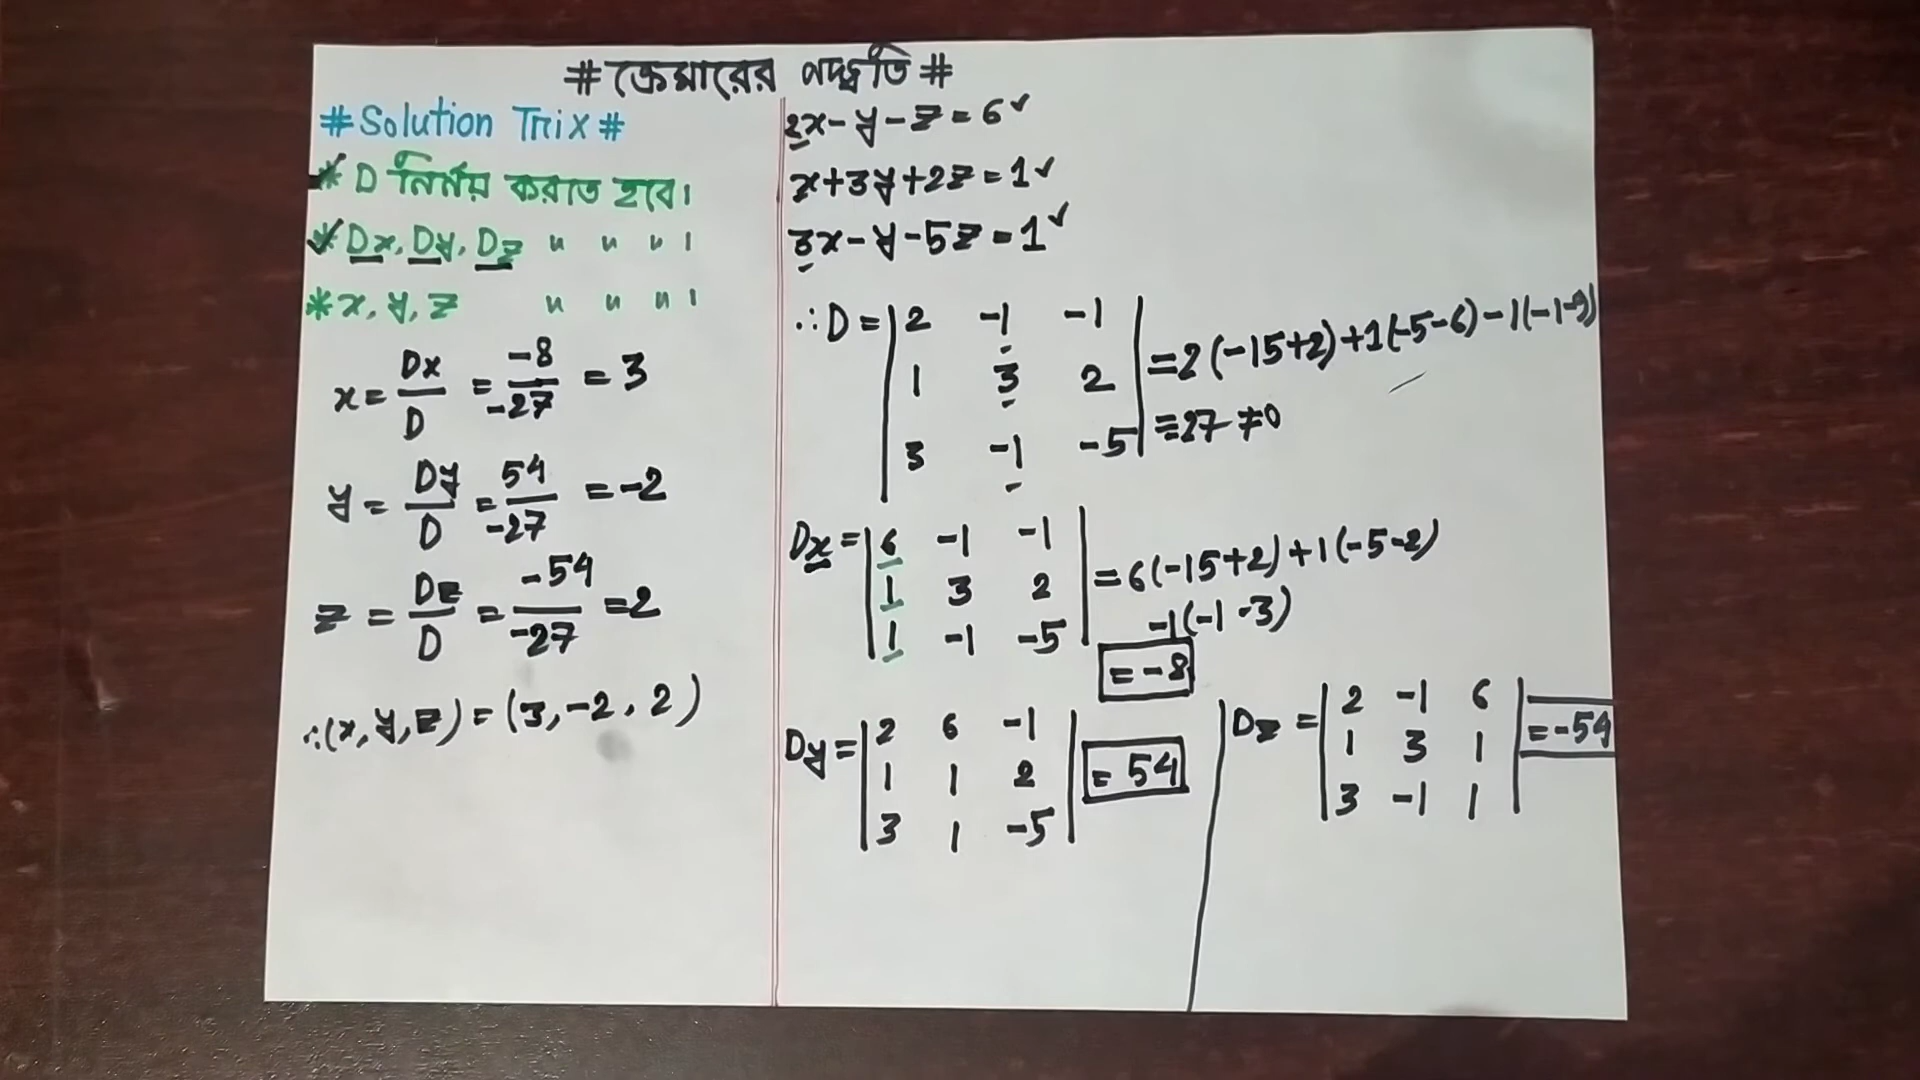 #ক্রেমারের পদ্ধতি#
#Solution Trix#
* D নির্ণয় করতে হবে।
* Dx, Dy, Dz " " " ।
* x, y, z " " " ।
x = Dx/D = -8/-27 = 3
y = Dy/D = 54/-27 = -2
z = Dz/D = -54/-27 = 2
∴(x, y, z) = (3, -2, 2)
2x - y - z = 6
x + 3y + 2z = 1
3x - y - 5z = 1
∴ D = | 2 -1 -1 | = 2(-15+2)+1(-5-6)-1(-1-9)
| 1 3 2 |
| 3 -1 -5 | = -27 ≠ 0
Dx = | 6 -1 -1 | = 6(-15+2)+1(-5-2)
| 1 3 2 | -1(-1-3)
| 1 -1 -5 | = -8
Dy = | 2 6 -1 |
| 1 1 2 | = 54
| 3 1 -5 |
Dz = | 2 -1 6 | = -54
| 1 3 1 |
| 3 -1 1 |